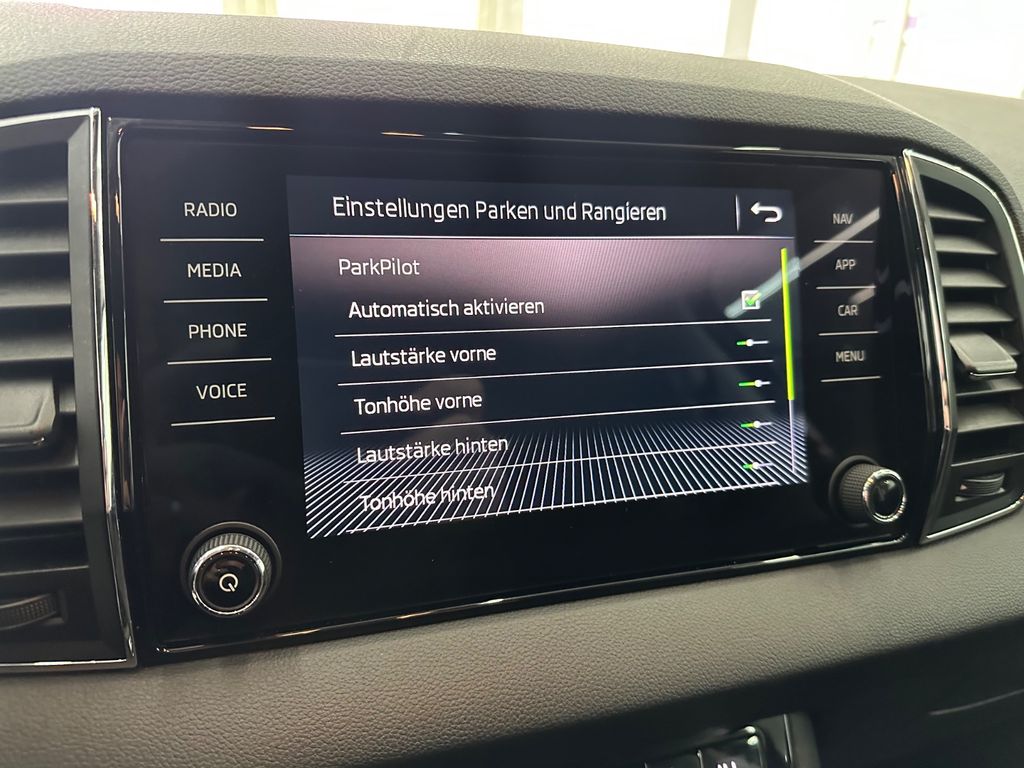 RADIO
MEDIA
PHONE
VOICE
Einstellungen Parken und Rangieren
ParkPilot
Automatisch aktivieren
Lautstärke vorne
Tonhöhe vorne
Lautstärke hinten
Tonhöhe hinten
NAV
APP
CAR
MENU